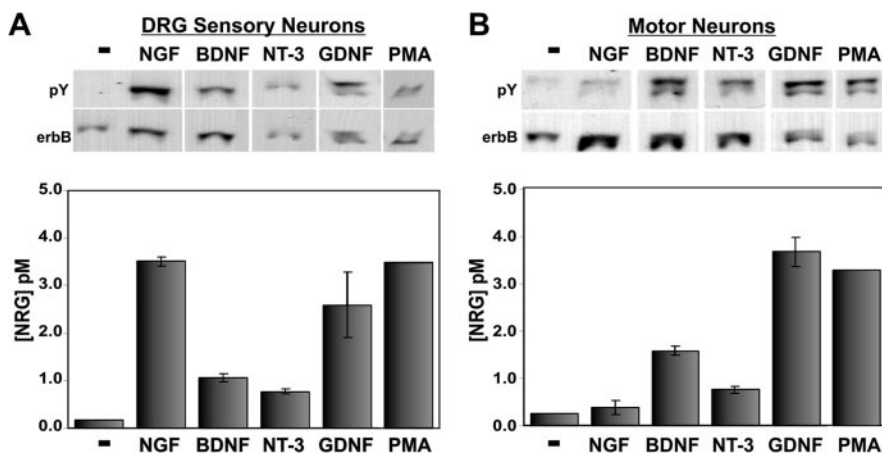 A DRG Sensory Neurons
- NGF BDNF NT-3 GDNF PMA
pY
erbB
[NRG] pM
5.0
4.0
3.0
2.0
1.0
0.0
- NGF BDNF NT-3 GDNF PMA
B Motor Neurons
- NGF BDNF NT-3 GDNF PMA
pY
erbB
[NRG] pM
5.0
4.0
3.0
2.0
1.0
0.0
- NGF BDNF NT-3 GDNF PMA